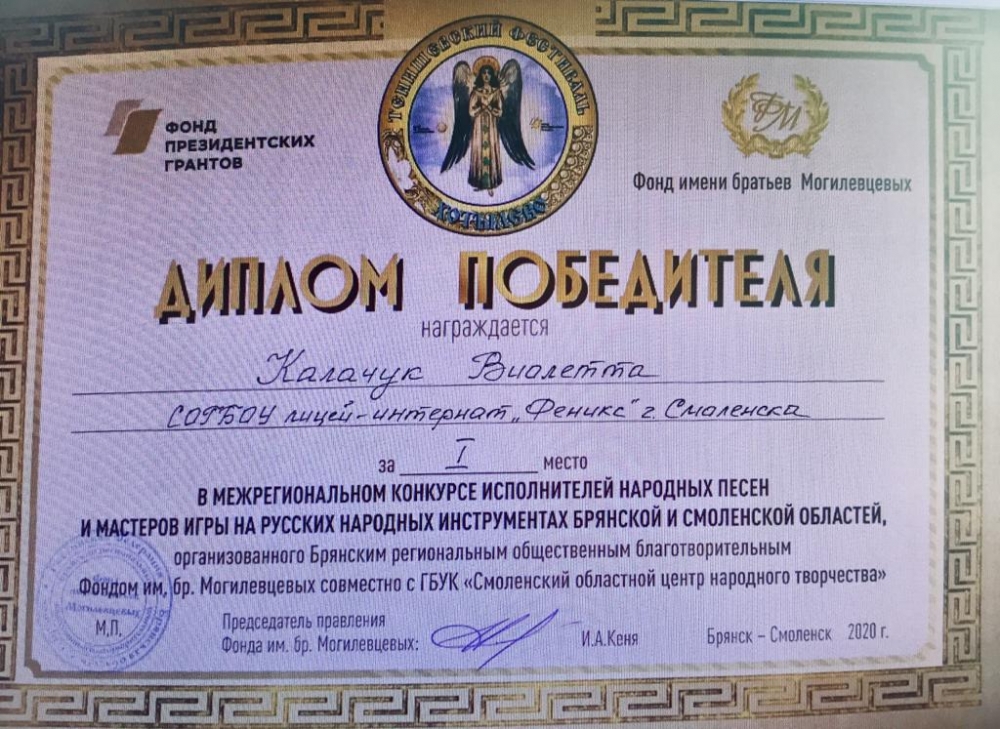 ТЕНИШЕВСКИЙ ФЕСТИВАЛЬ
ХОТЫЛЕВО
ФОНД
ПРЕЗИДЕНТСКИХ
ГРАНТОВ
ФМ
Фонд имени братьев Могилевцевых
ДИПЛОМ ПОБЕДИТЕЛЯ
награждается
Калачук Виолетта
СОГБОУ лицей-интернат „Феникс" г. Смоленска
за I место
В МЕЖРЕГИОНАЛЬНОМ КОНКУРСЕ ИСПОЛНИТЕЛЕЙ НАРОДНЫХ ПЕСЕН
И МАСТЕРОВ ИГРЫ НА РУССКИХ НАРОДНЫХ ИНСТРУМЕНТАХ БРЯНСКОЙ И СМОЛЕНСКОЙ ОБЛАСТЕЙ,
организованного Брянским региональным общественным благотворительным
Фондом им, бр. Могилевцевых совместно с ГБУК «Смоленский областной центр народного творчества»
Могилевцевых
М.П.
Председатель правления
Фонда им. бр. Могилевцевых:
И.А.Кеня
Брянск – Смоленск 2020 г.